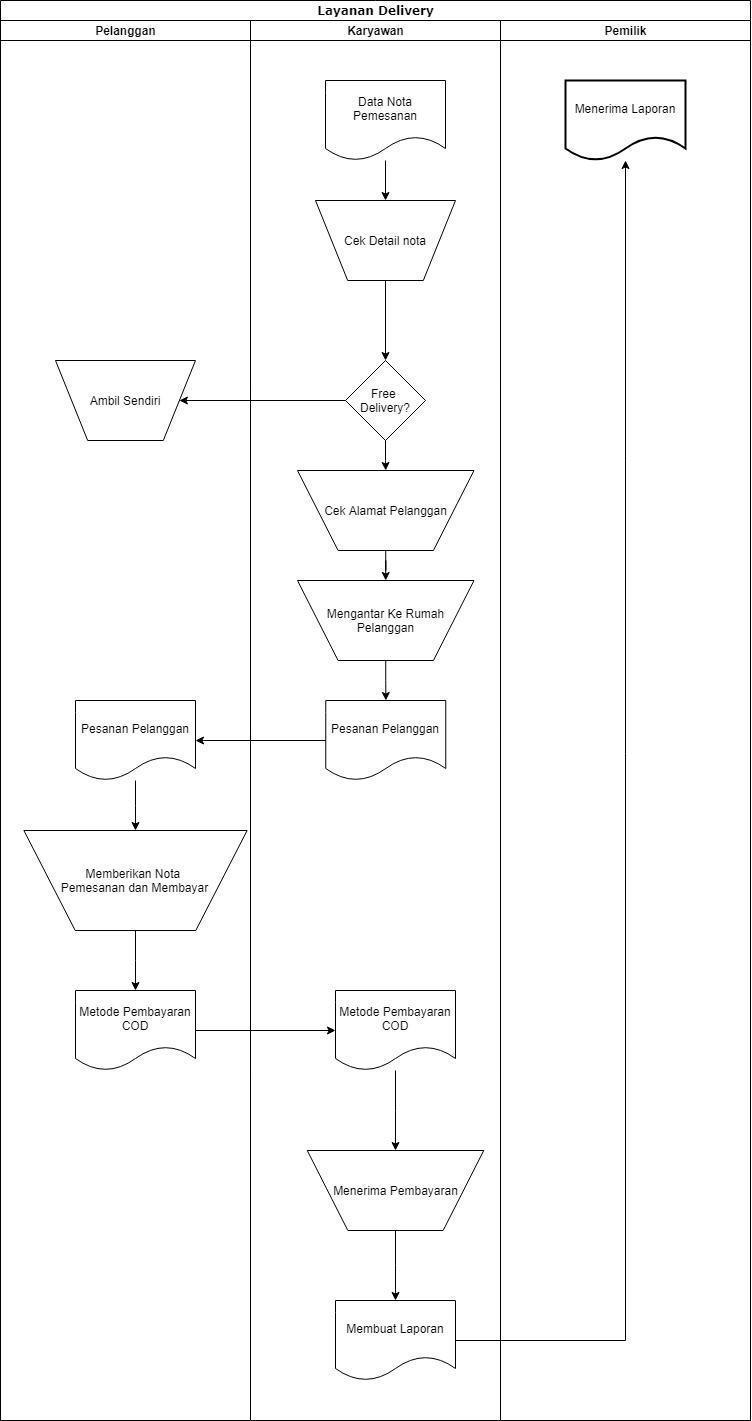 Layanan Delivery
Pelanggan
Karyawan
Pemilik
Data Nota
Pemesanan
Menerima Laporan
Cek Detail nota
Free
Delivery?
Ambil Sendiri
Cek Alamat Pelanggan
Mengantar Ke Rumah
Pelanggan
Pesanan Pelanggan
Pesanan Pelanggan
Memberikan Nota
Pemesanan dan Membayar
Metode Pembayaran
COD
Metode Pembayaran
COD
Menerima Pembayaran
Membuat Laporan